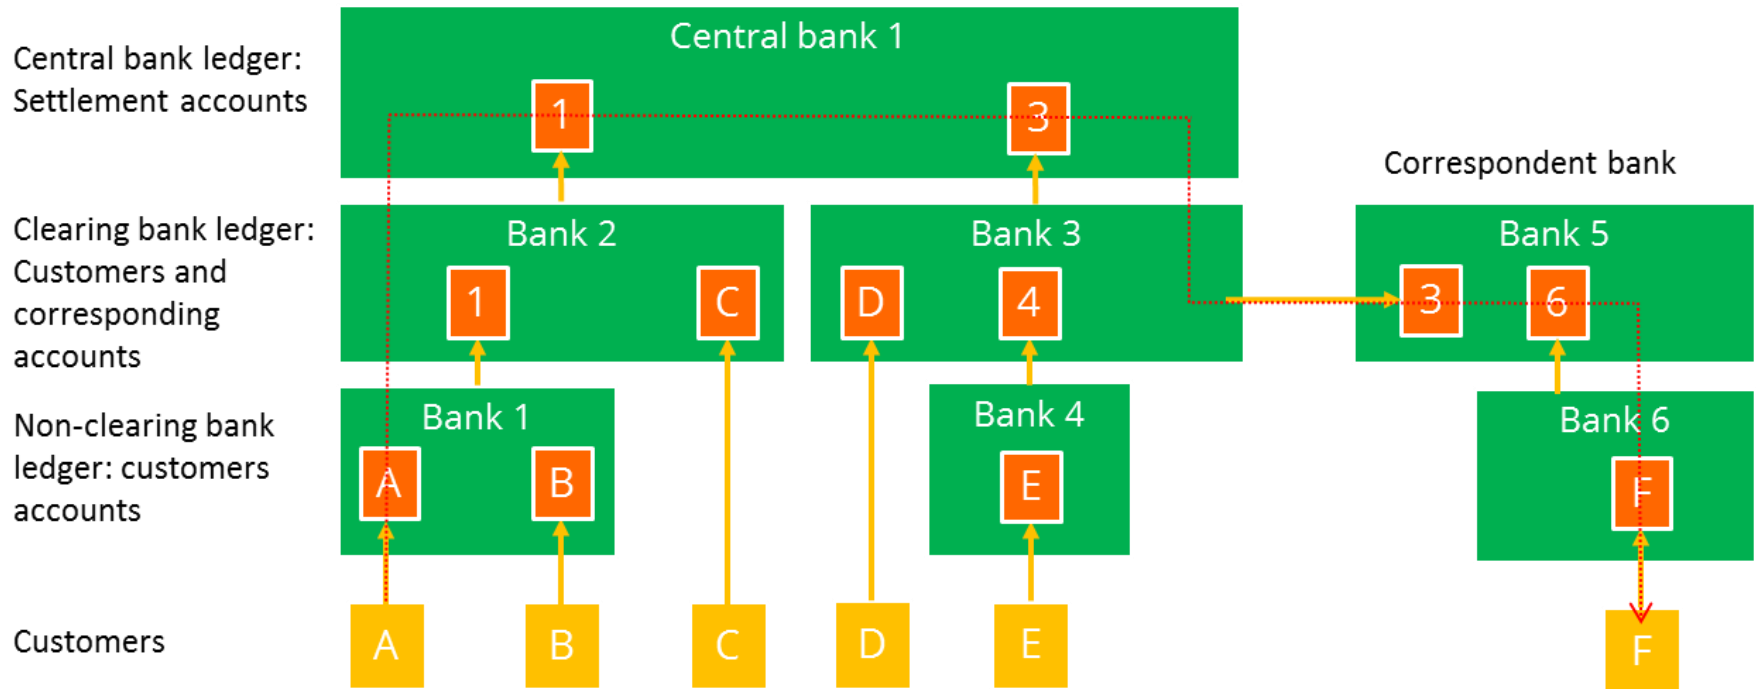 Central bank ledger:
Settlement accounts
Central bank 1
1
3
Correspondent bank
Clearing bank ledger:
Customers and
corresponding
accounts
Bank 2
1
C
Bank 3
D
4
Bank 5
3
6
Non-clearing bank
ledger: customers
accounts
Bank 1
A
B
Bank 4
E
Bank 6
F
Customers
A
B
C
D
E
F